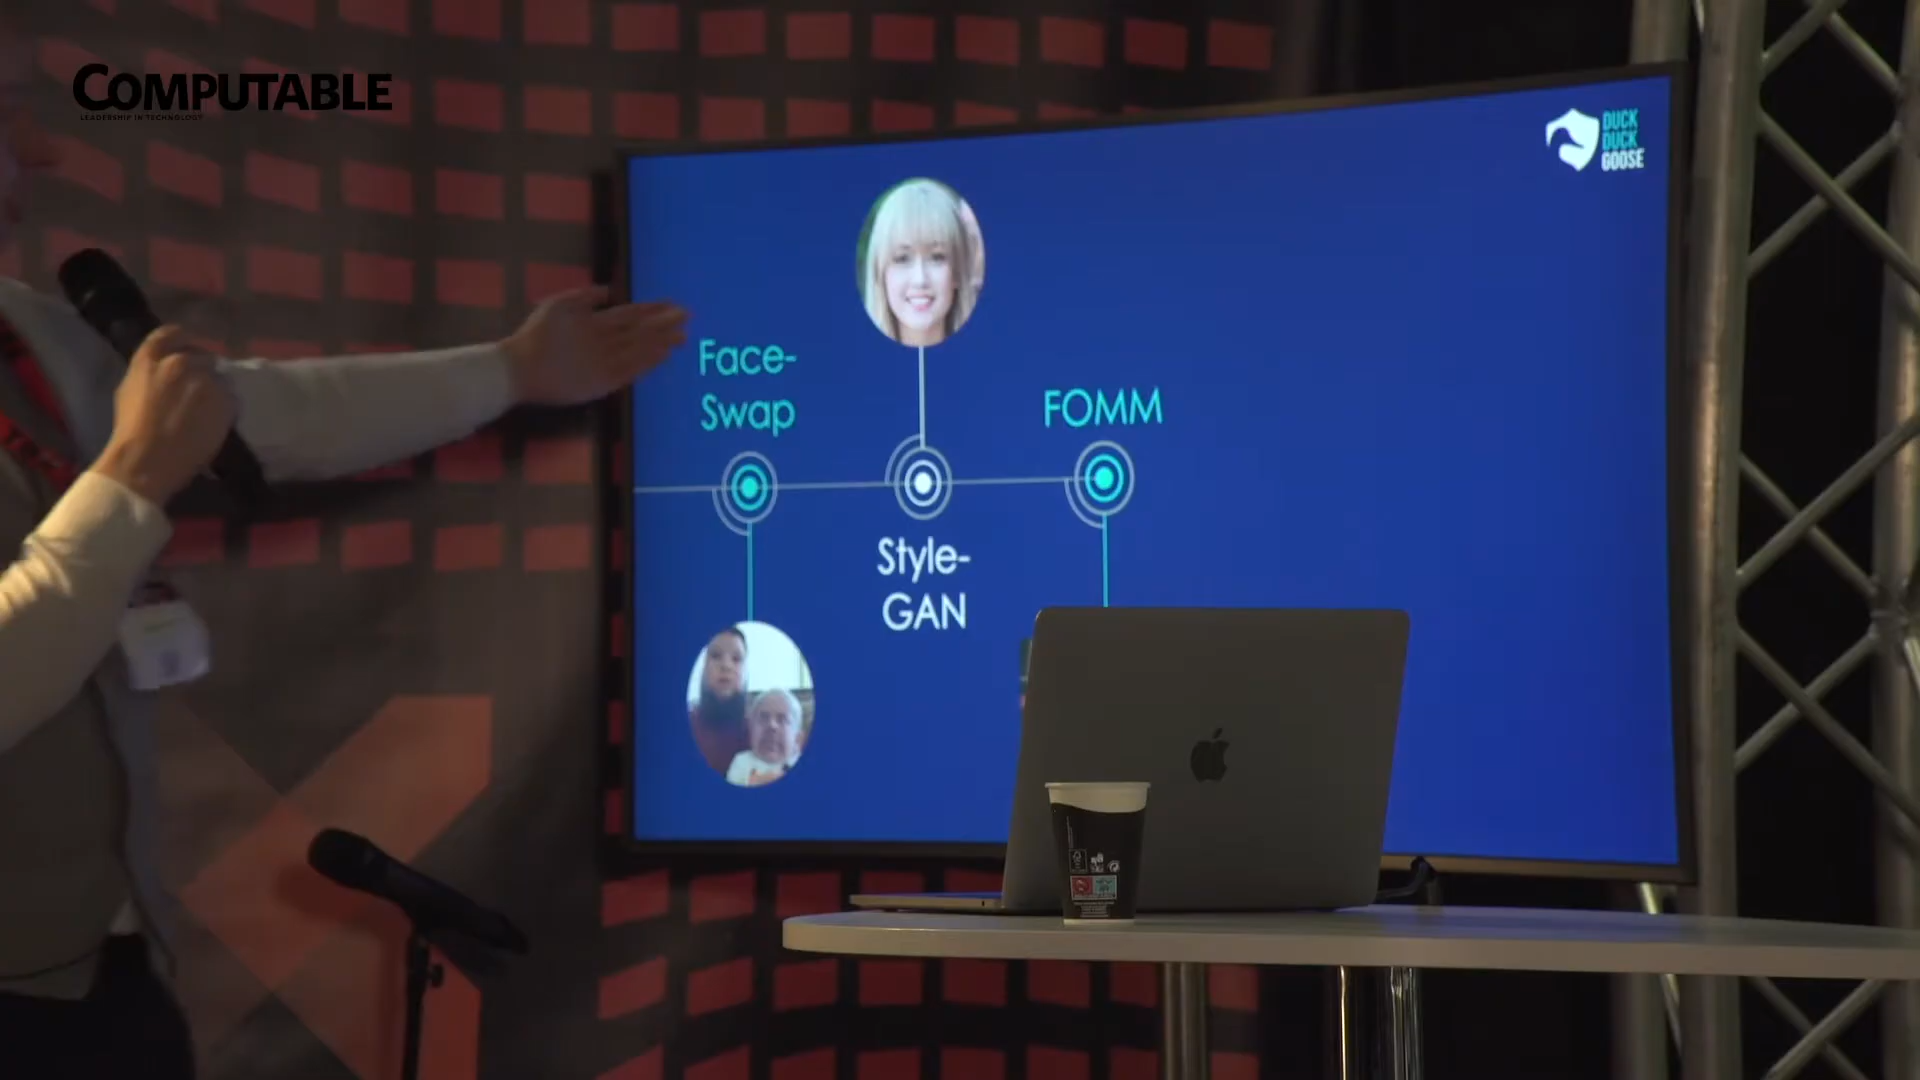 COMPUTABLE
LEADERSHIP IN TECHNOLOGY
DUCK
DUCK
GOOSE
Face-
Swap
FOMM
Style-
GAN